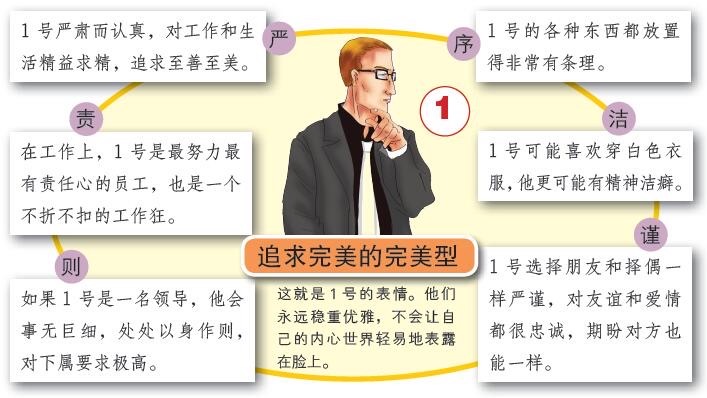 严
1号严肃而认真，对工作和生
活精益求精，追求至善至美。
责
在工作上，1号是最努力最
有责任心的员工，也是一个
不折不扣的工作狂。
则
如果1号是一名领导，他会
事无巨细，处处以身作则，
对下属要求极高。
1
追求完美的完美型
这就是1号的表情。他们
永远稳重优雅，不会让自
己的内心世界轻易地表露
在脸上。
序
1号的各种东西都放置
得非常有条理。
洁
1号可能喜欢穿白色衣
服，他更可能有精神洁癖。
谨
1号选择朋友和择偶一
样严谨，对友谊和爱情
都很忠诚，期盼对方也
能一样。